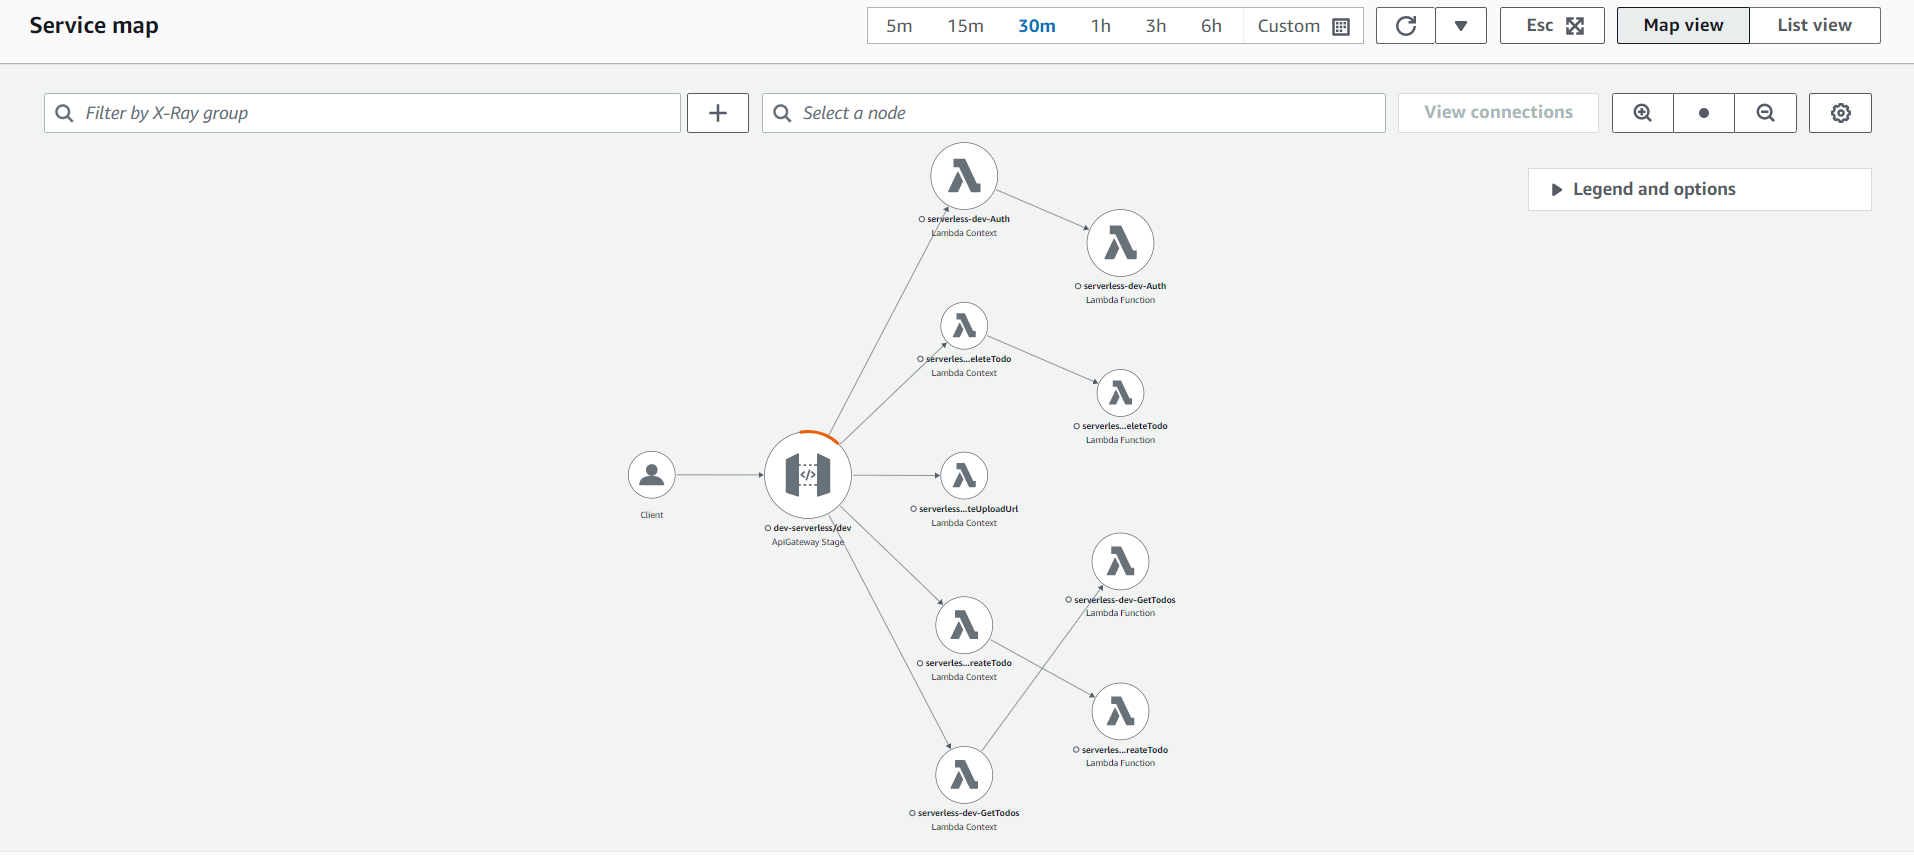 Service map
5m 15m 30m 1h 3h 6h Custom
Esc
Map view List view
Filter by X-Ray group
Select a node
View connections
Legend and options
serverless-dev-Auth
Lambda Context
serverless-dev-Auth
Lambda Function
serverles...eleteTodo
Lambda Context
serverles...eleteTodo
Lambda Function
Client
dev-serverless/dev
ApiGateway Stage
serverless...teUploadUrl
Lambda Context
serverless-dev-GetTodos
Lambda Function
serverles...reateTodo
Lambda Context
serverles...reateTodo
Lambda Function
serverless-dev-GetTodos
Lambda Context